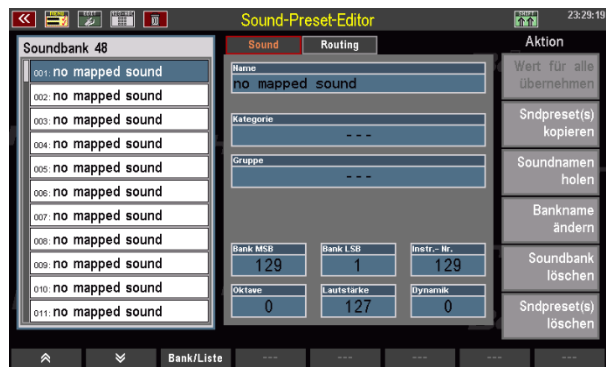 Sound-Preset-Editor
23:29:19
Soundbank 48
Sound
Routing
Aktion
001: no mapped sound
002: no mapped sound
003: no mapped sound
004: no mapped sound
005: no mapped sound
006: no mapped sound
007: no mapped sound
008: no mapped sound
009: no mapped sound
010: no mapped sound
011: no mapped sound
Name
no mapped sound
Kategorie
---
Gruppe
---
Bank MSB
129
Bank LSB
1
Instr.- Nr.
129
Oktave
0
Lautstärke
127
Dynamik
0
Wert für alle
übernehmen
Sndpreset(s)
kopieren
Soundnamen
holen
Bankname
ändern
Soundbank
löschen
Sndpreset(s)
löschen
Bank/Liste
---
---
---
---
---